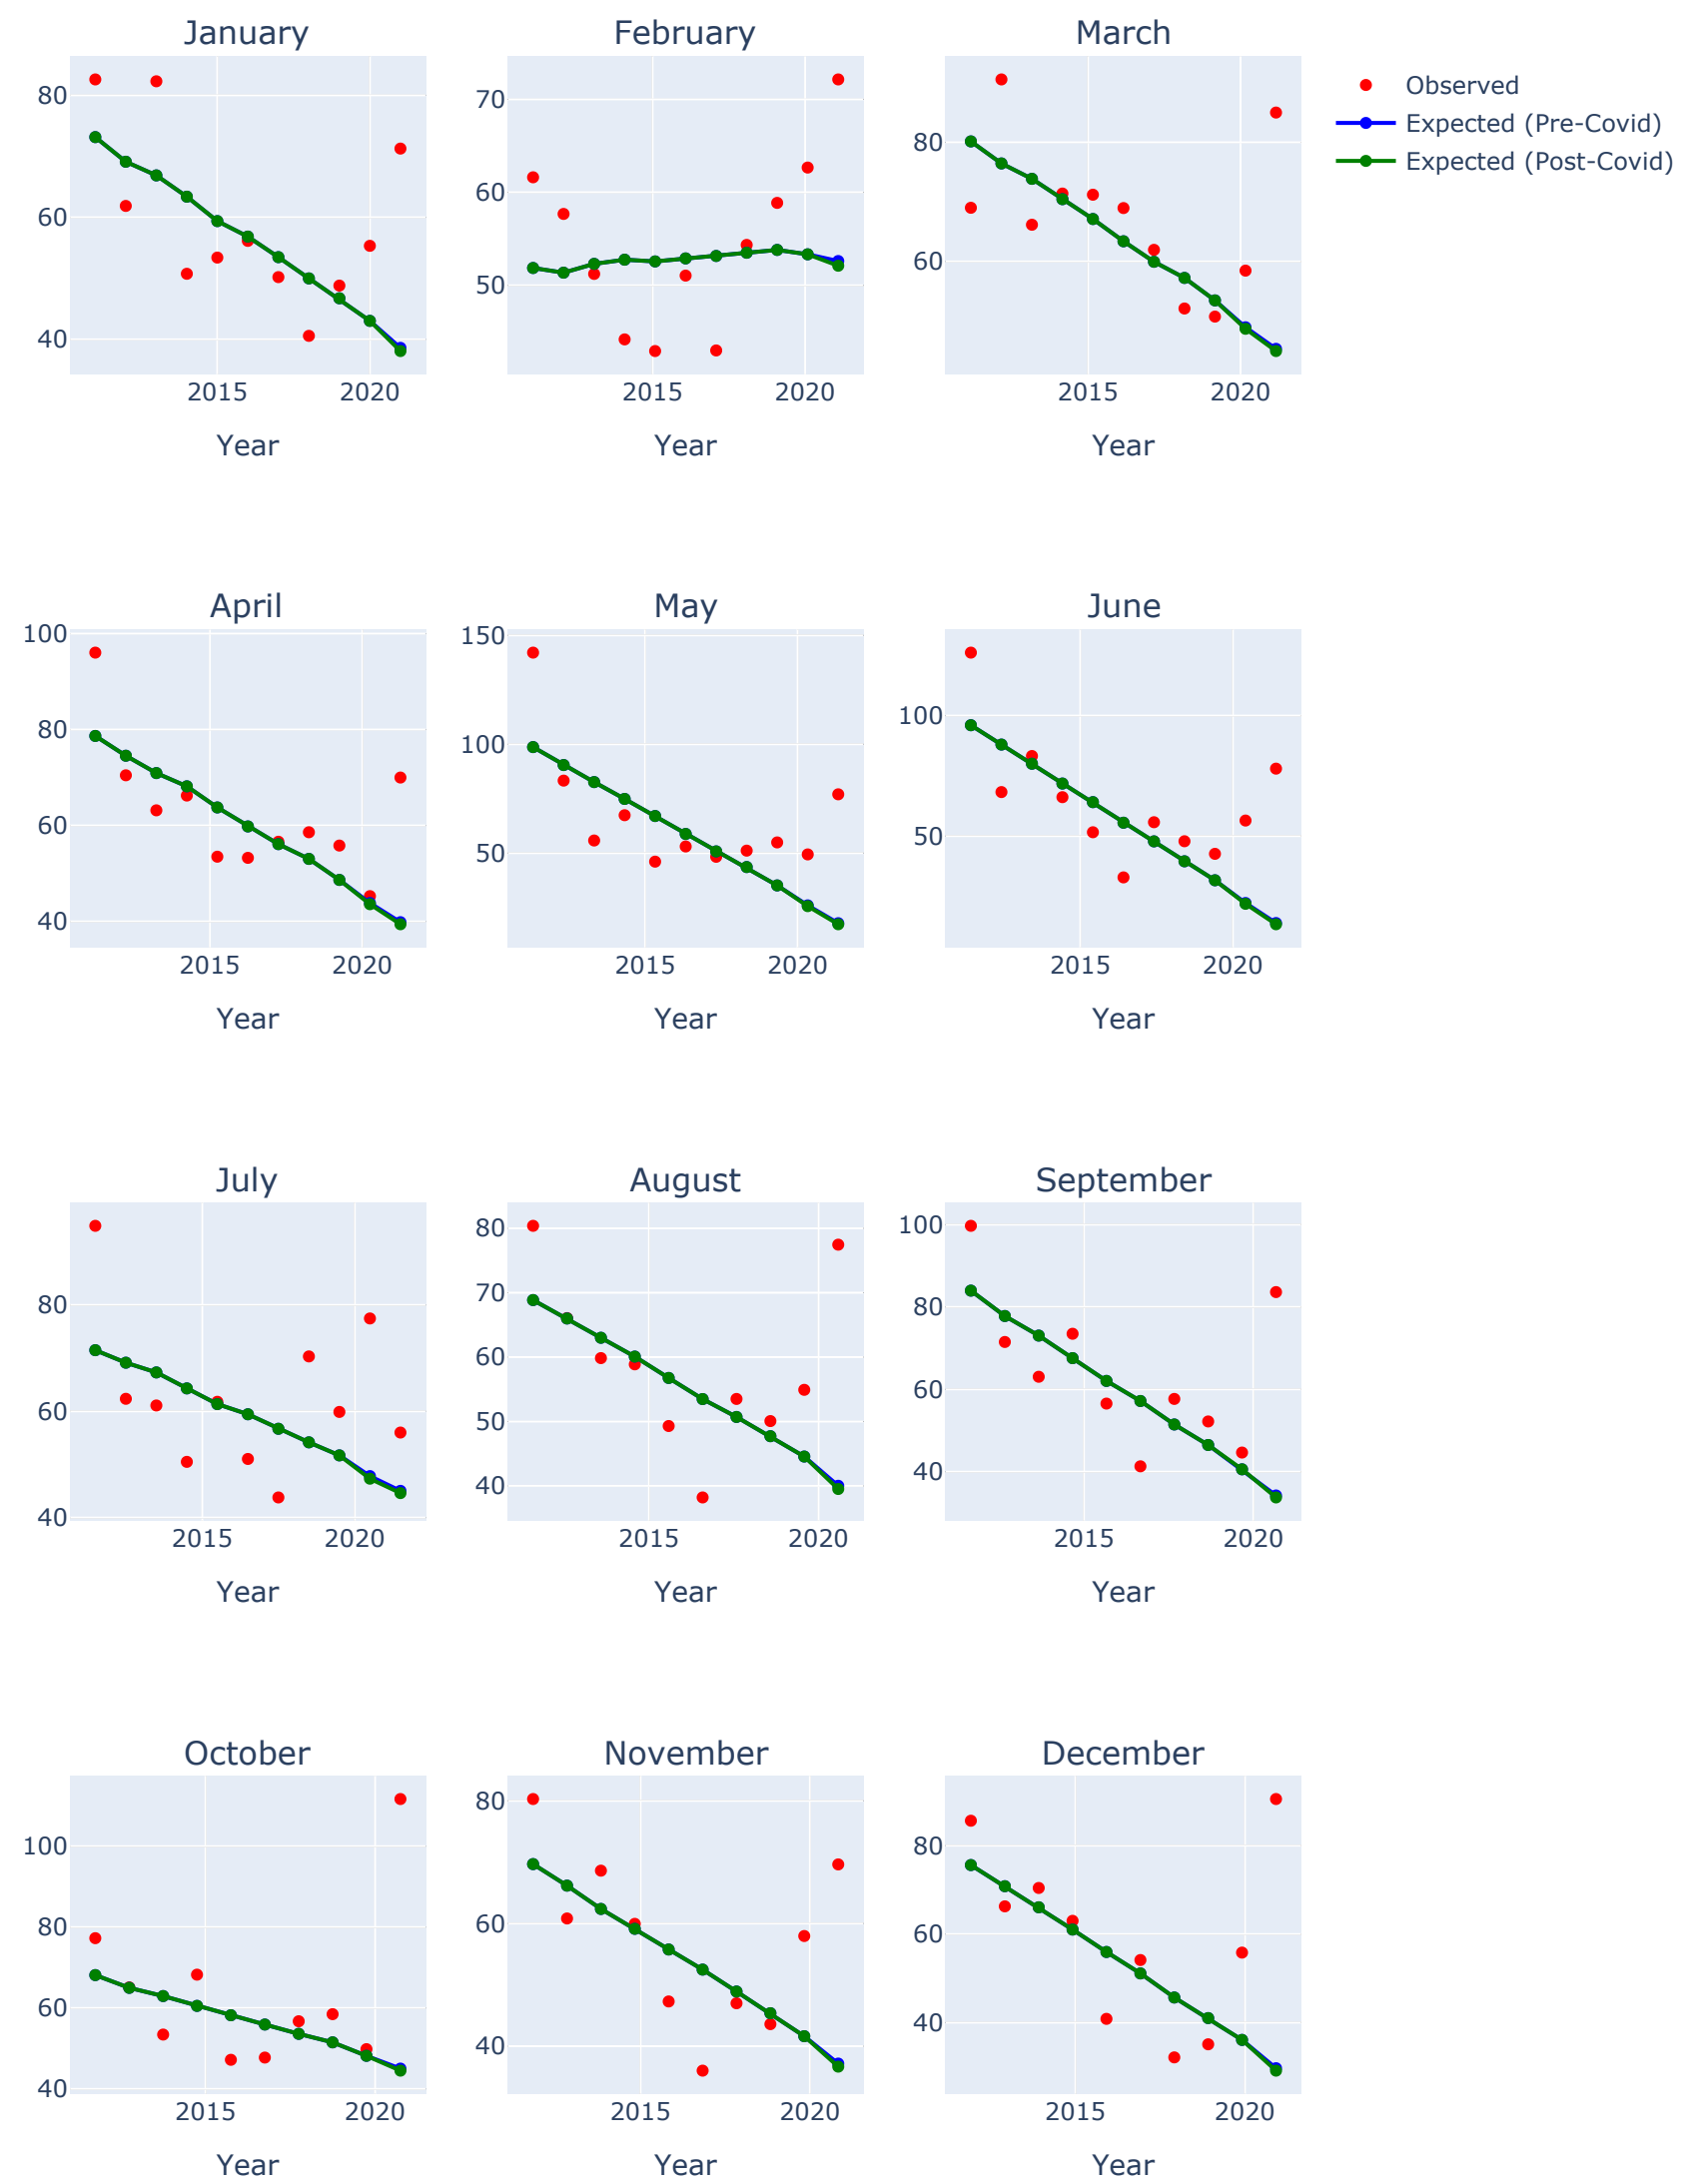 January February March
Observed
Expected (Pre-Covid)
Expected (Post-Covid)
80
60
40
2015 2020
Year
70
60
50
2015 2020
Year
80
60
2015 2020
Year
April May June
100
80
60
40
2015 2020
Year
150
100
50
2015 2020
Year
100
50
2015 2020
Year
July August September
80
60
40
2015 2020
Year
80
70
60
50
40
2015 2020
Year
100
80
60
40
2015 2020
Year
October November December
100
80
60
40
2015 2020
Year
80
60
40
2015 2020
Year
80
60
40
2015 2020
Year